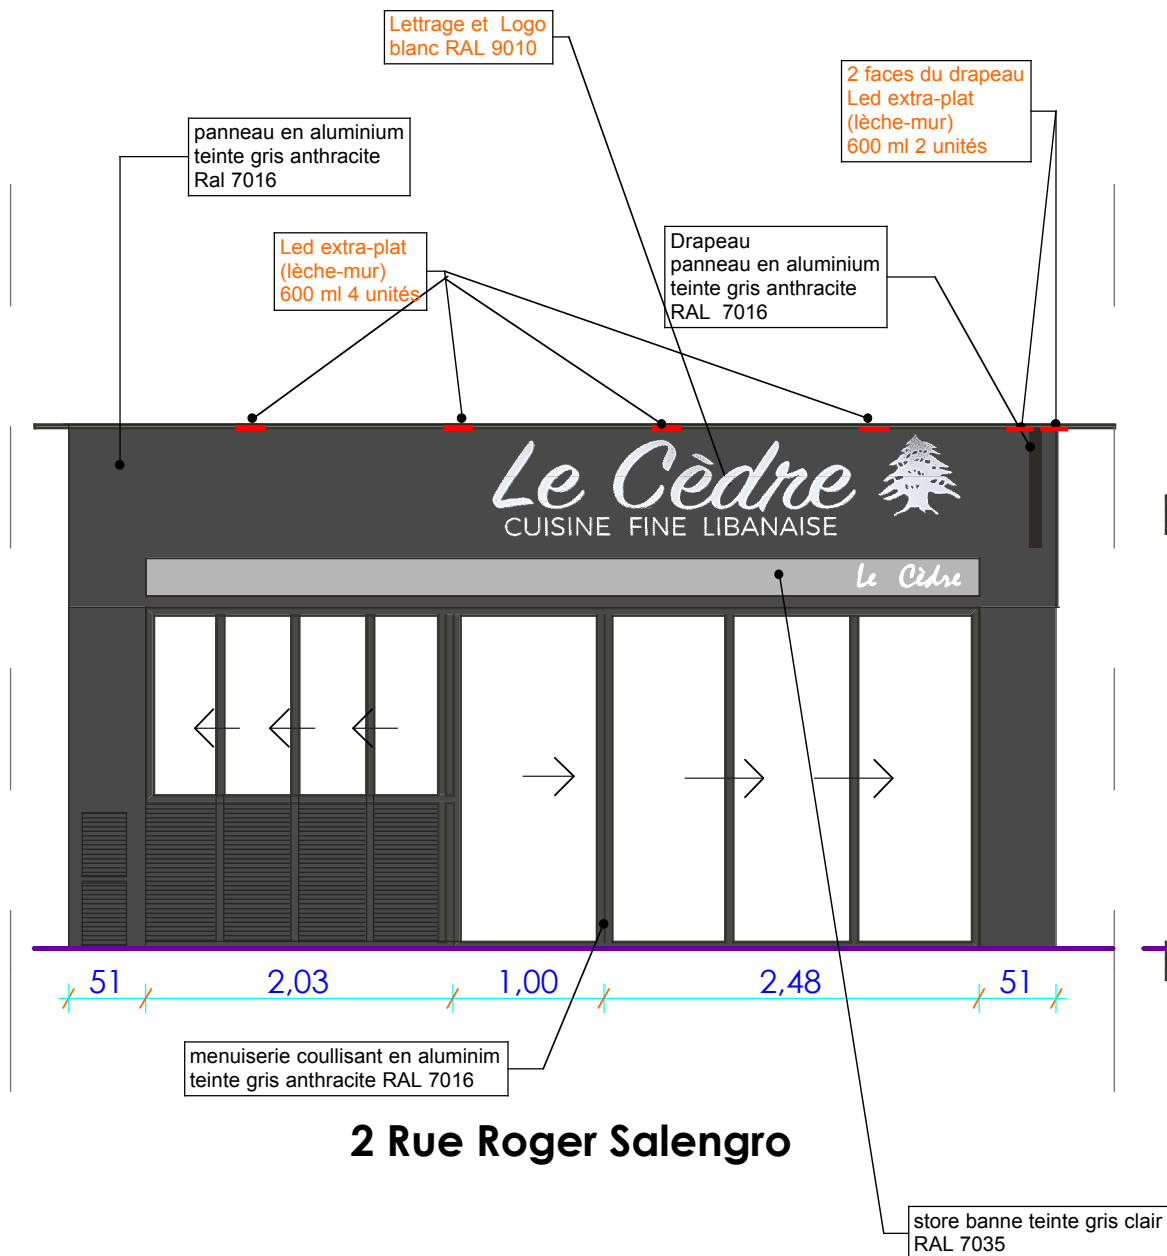 Lettrage et Logo
blanc RAL 9010
2 faces du drapeau
Led extra-plat
(lèche-mur)
600 ml 2 unités
panneau en aluminium
teinte gris anthracite
Ral 7016
Led extra-plat
(lèche-mur)
600 ml 4 unités
Drapeau
panneau en aluminium
teinte gris anthracite
RAL 7016
Le Cèdre
CUISINE FINE LIBANAISE
Le Cèdre
51 2,03 1,00 2,48 51
menuiserie coullisant en aluminim
teinte gris anthracite RAL 7016
2 Rue Roger Salengro
store banne teinte gris clair
RAL 7035